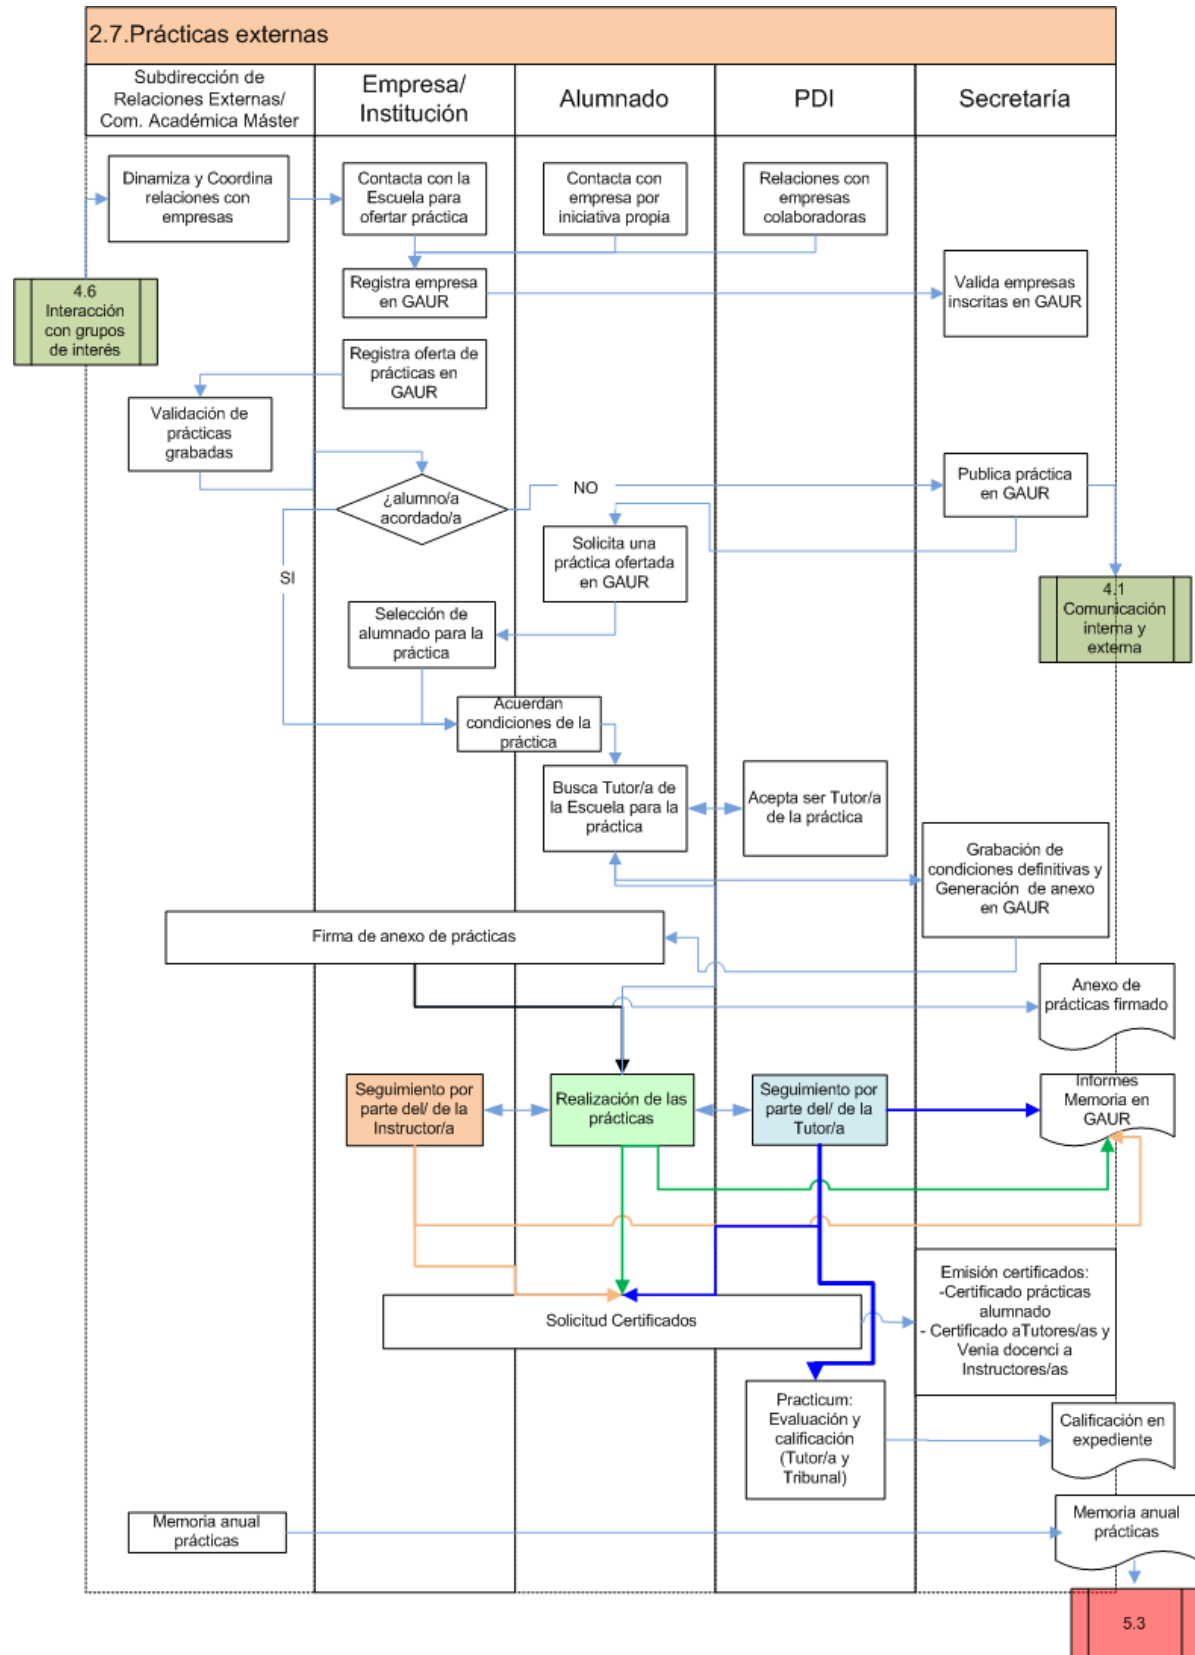 2.7.Prácticas externas
Subdirección de
Relaciones Externas/
Com. Académica Máster
Empresa/
Institución
Alumnado
PDI
Secretaría
Dinamiza y Coordina
relaciones con
empresas
Contacta con la
Escuela para
ofertar práctica
Contacta con
empresa por
iniciativa propia
Relaciones con
empresas
colaboradoras
4.6
Interacción
con grupos
de interés
Registra empresa
en GAUR
Valida empresas
inscritas en GAUR
Registra oferta de
prácticas en
GAUR
Validación de
prácticas
grabadas
¿alumno/a
acordado/a
NO
Publica práctica
en GAUR
SI
Solicita una
práctica ofertada
en GAUR
4.1
Comunicación
interna y
externa
Selección de
alumnado para la
práctica
Acuerdan
condiciones de la
práctica
Busca Tutor/a de
la Escuela para la
práctica
Acepta ser Tutor/a
de la práctica
Grabación de
condiciones definitivas y
Generación de anexo
en GAUR
Firma de anexo de prácticas
Anexo de
prácticas firmado
Seguimiento por
parte del/ de la
Instructor/a
Realización de las
prácticas
Seguimiento por
parte del/ de la
Tutor/a
Informes
Memoria en
GAUR
Solicitud Certificados
Emisión certificados:
-Certificado prácticas
alumnado
- Certificado aTutores/as y
Venia docenci a
Instructores/as
Practicum:
Evaluación y
calificación
(Tutor/a y
Tribunal)
Calificación en
expediente
Memoria anual
prácticas
Memoria anual
prácticas
5.3